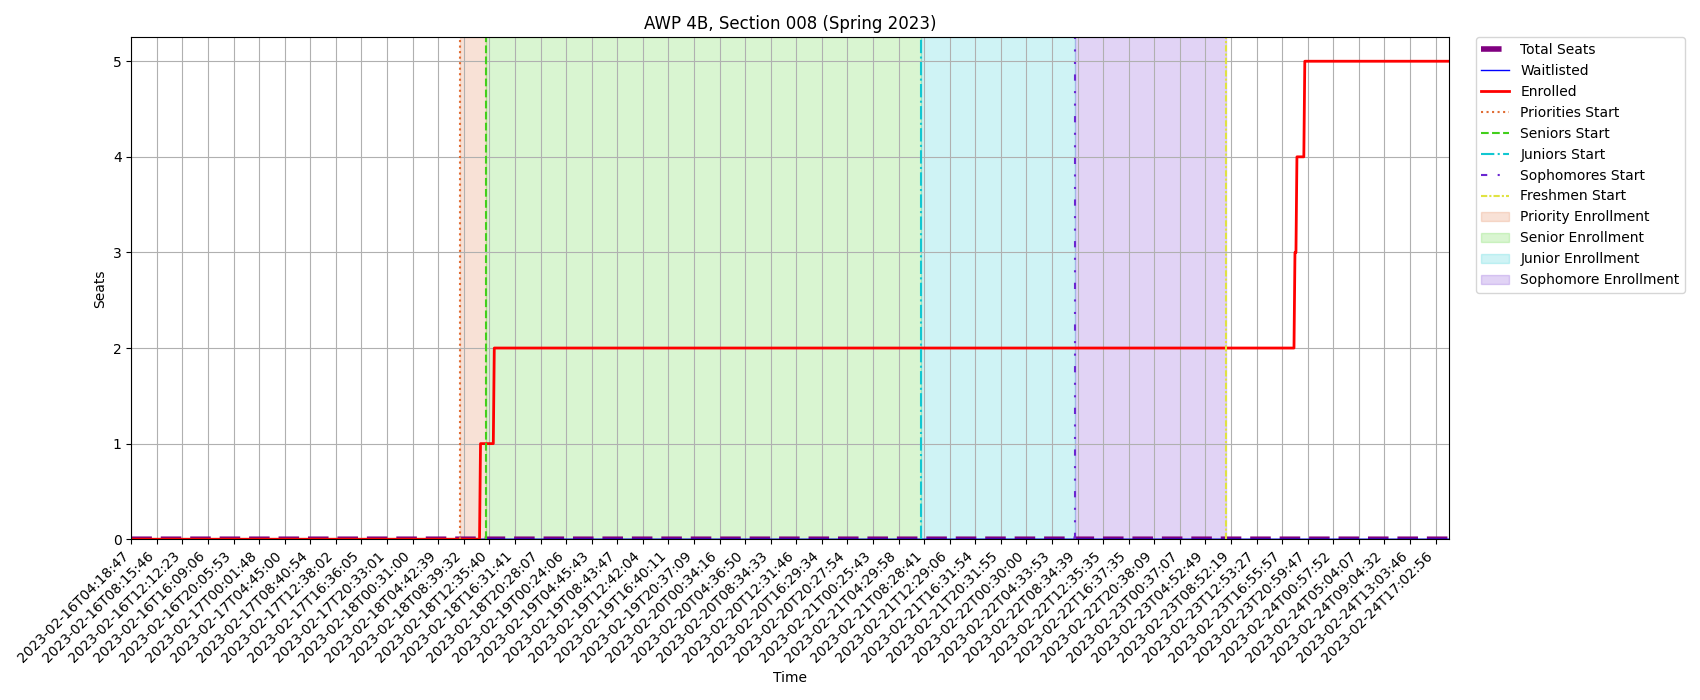 AWP 4B, Section 008 (Spring 2023)
Seats
5
4
3
2
1
0
2023-02-16T04:18:47
2023-02-16T08:15:46
2023-02-16T12:12:23
2023-02-16T16:09:06
2023-02-16T20:05:53
2023-02-17T00:01:48
2023-02-17T04:45:00
2023-02-17T08:40:54
2023-02-17T12:38:02
2023-02-17T16:36:05
2023-02-17T20:33:01
2023-02-18T00:31:00
2023-02-18T04:42:39
2023-02-18T08:39:32
2023-02-18T12:35:40
2023-02-18T16:31:41
2023-02-18T20:28:07
2023-02-19T00:24:06
2023-02-19T04:45:43
2023-02-19T08:43:47
2023-02-19T12:42:04
2023-02-19T16:40:11
2023-02-19T20:37:09
2023-02-20T00:34:16
2023-02-20T04:36:50
2023-02-20T08:34:33
2023-02-20T12:31:46
2023-02-20T16:29:34
2023-02-20T20:27:54
2023-02-21T00:25:43
2023-02-21T04:29:58
2023-02-21T08:28:41
2023-02-21T12:29:06
2023-02-21T16:31:54
2023-02-21T20:31:55
2023-02-22T00:30:00
2023-02-22T04:33:53
2023-02-22T08:34:39
2023-02-22T12:35:35
2023-02-22T16:37:35
2023-02-22T20:38:09
2023-02-23T00:37:07
2023-02-23T04:52:49
2023-02-23T08:52:19
2023-02-23T12:53:27
2023-02-23T16:55:57
2023-02-23T20:59:47
2023-02-24T00:57:52
2023-02-24T05:04:07
2023-02-24T09:04:32
2023-02-24T13:03:46
2023-02-24T17:02:56
Time
Total Seats
Waitlisted
Enrolled
Priorities Start
Seniors Start
Juniors Start
Sophomores Start
Freshmen Start
Priority Enrollment
Senior Enrollment
Junior Enrollment
Sophomore Enrollment